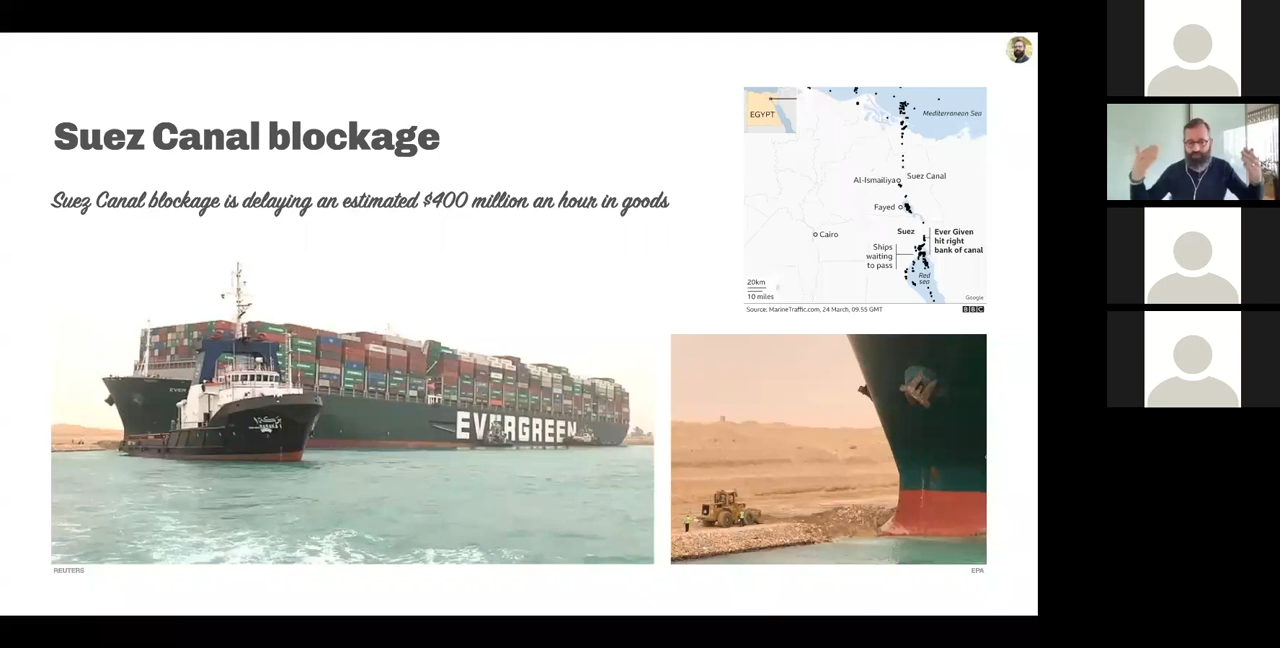 Suez Canal blockage
Suez Canal blockage is delaying an estimated $400 million an hour in goods
EGYPT
Mediterranean Sea
Al-Ismailiya
Suez Canal
Fayed
Cairo
Suez
Ever Given
hit right
bank of canal
Ships
waiting
to pass
Red
sea
20km
10 miles
Google
Source: MarineTraffic.com, 24 March, 09.55 GMT
BBC
EVER
EVERGREEN
REUTERS
EPA